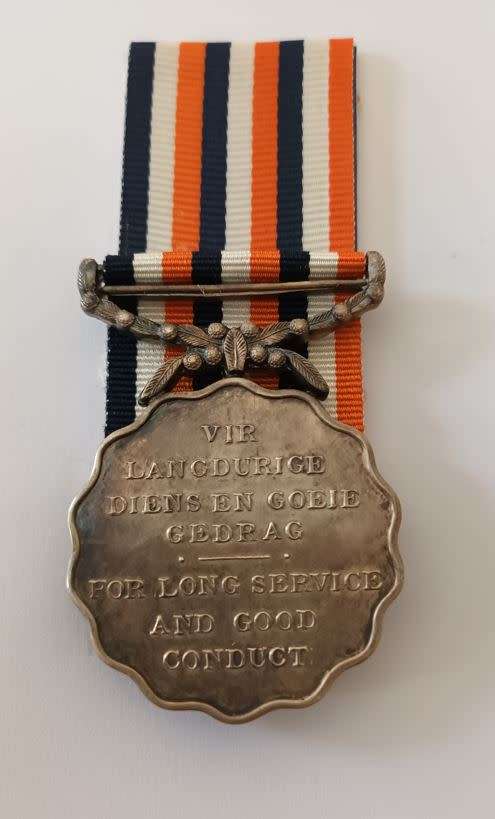 VIR
LANGDURIGE
DIENS EN GOEIE
GEDRAG
FOR LONG SERVICE
AND GOOD
CONDUCT